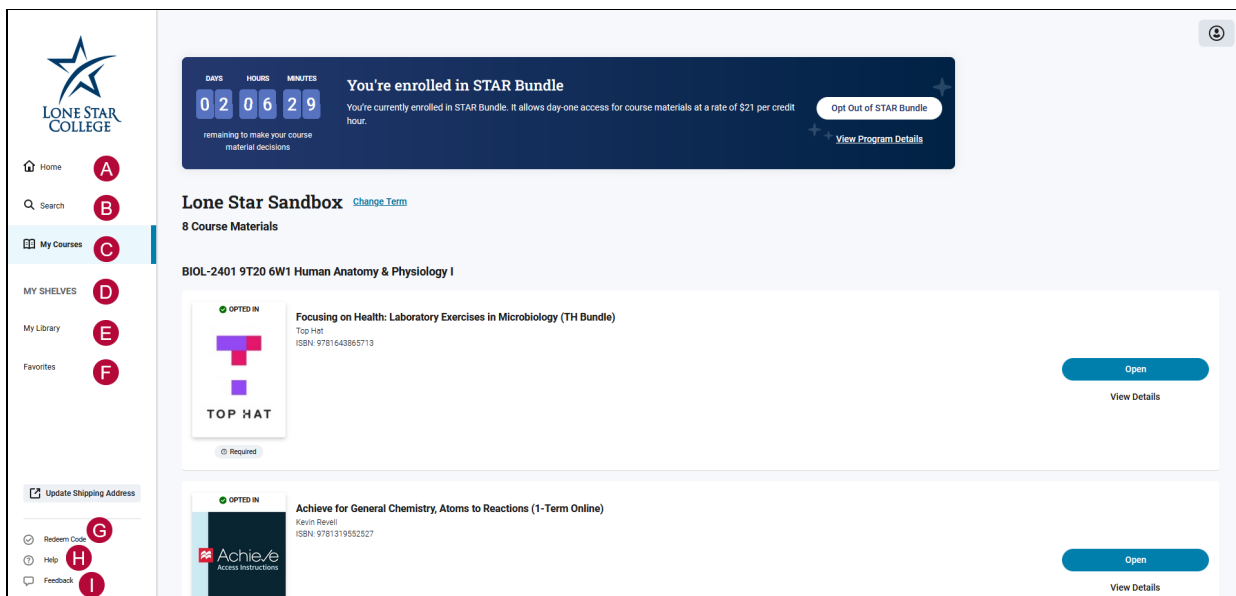 LONE STAR
COLLEGE
Home A
Search B
My Courses C
MY SHELVES D
My Library E
Favorites F
Update Shipping Address
Redeem Code G
Help H
Feedback I
DAYS HOURS MINUTES
02 06 29
remaining to make your course
material decisions
You're enrolled in STAR Bundle
You're currently enrolled in STAR Bundle. It allows day-one access for course materials at a rate of $21 per credit
hour.
Opt Out of STAR Bundle
View Program Details
Lone Star Sandbox Change Term
8 Course Materials
BIOL-2401 9T20 6W1 Human Anatomy & Physiology I
OPTED IN
TOP HAT
Required
Focusing on Health: Laboratory Exercises in Microbiology (TH Bundle)
Top Hat
ISBN: 9781643865713
Open
View Details
OPTED IN
Achieve
Access Instructions
Achieve for General Chemistry, Atoms to Reactions (1-Term Online)
Kevin Revell
ISBN: 9781319552527
Open
View Details